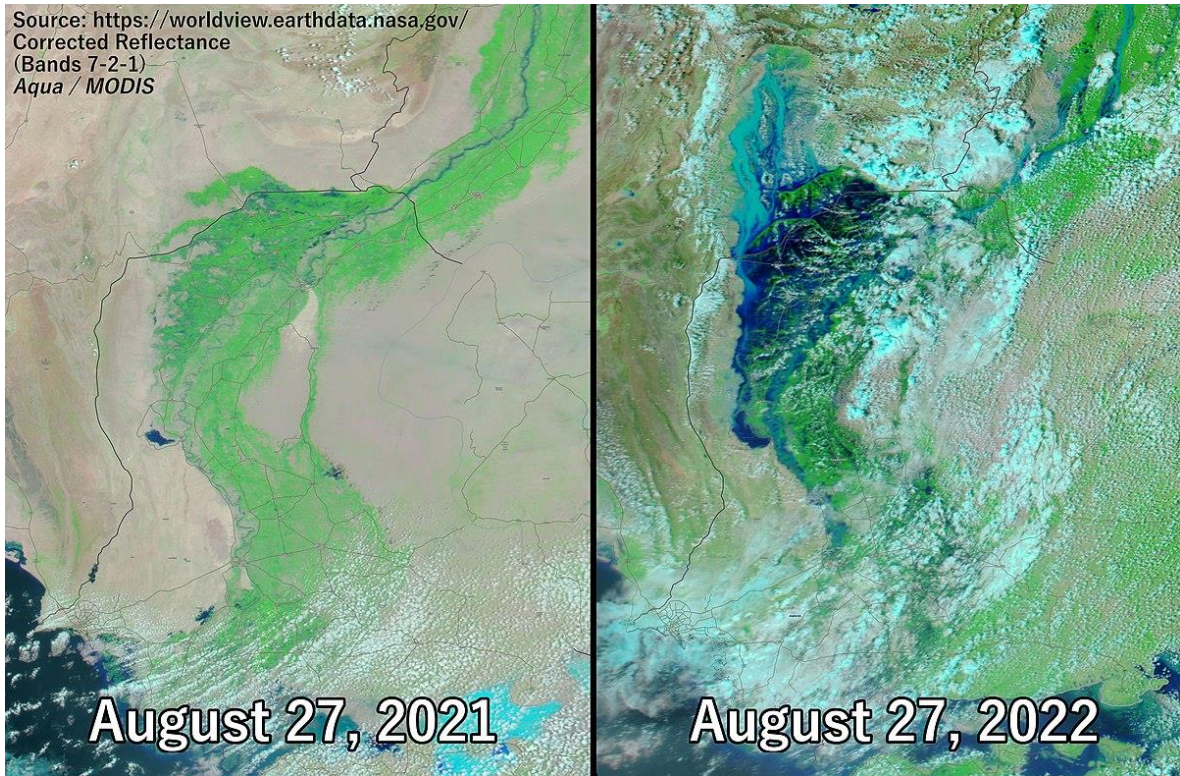 Source: https://worldview.earthdata.nasa.gov/
Corrected Reflectance
(Bands 7-2-1)
Aqua / MODIS
August 27, 2021
August 27, 2022